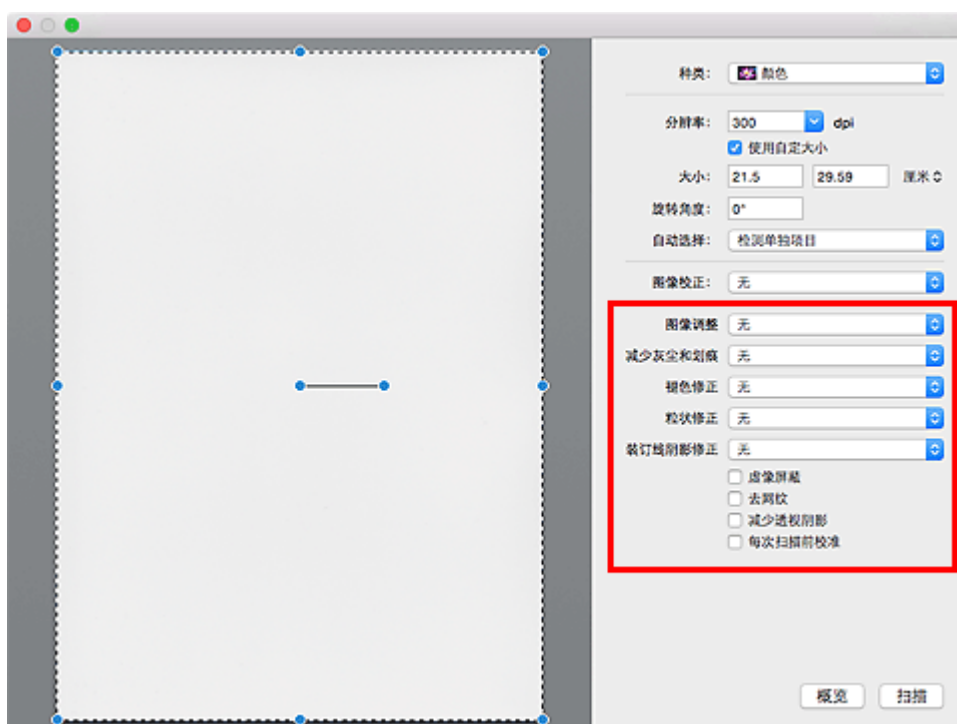 种类: 颜色
分辨率: 300 dpi
使用自定大小
大小: 21.5 29.59 厘米
旋转角度: 0°
自动选择: 检测单独项目
图像校正: 无
图像调整 无
减少灰尘和划痕 无
褪色修正 无
粒状修正 无
装订线阴影修正 无
虚像屏蔽
去网纹
减少透视阴影
每次扫描前校准
概览 扫描